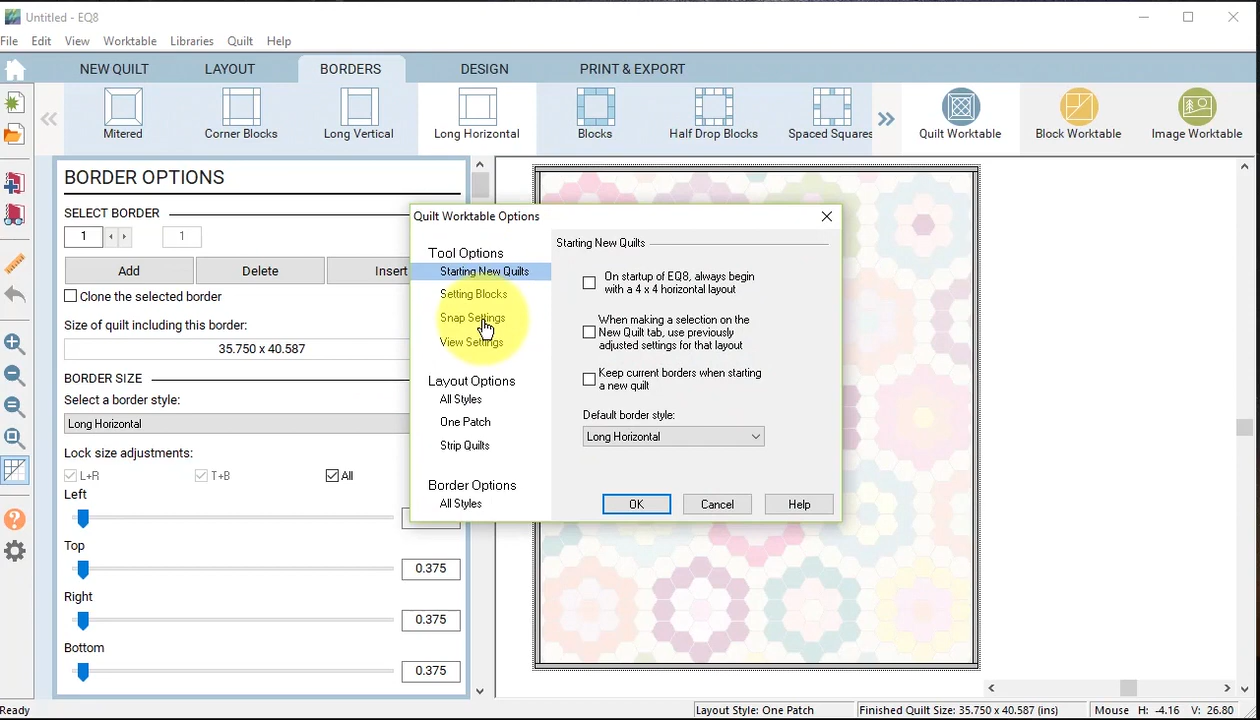 Untitled - EQ8
File Edit View Worktable Libraries Quilt Help
NEW QUILT LAYOUT BORDERS DESIGN PRINT & EXPORT
Mitered Corner Blocks Long Vertical Long Horizontal Blocks Half Drop Blocks Spaced Squares Quilt Worktable Block Worktable Image Worktable
BORDER OPTIONS
SELECT BORDER
1 1
Add Delete Insert
Clone the selected border
Size of quilt including this border:
35.750 x 40.587
BORDER SIZE
Select a border style:
Long Horizontal
Lock size adjustments:
L+R T+B All
Left
Top
0.375
Right
0.375
Bottom
0.375
Quilt Worktable Options
Tool Options
Starting New Quilts
Setting Blocks
Snap Settings
View Settings
Layout Options
All Styles
One Patch
Strip Quilts
Border Options
All Styles
Starting New Quilts
On startup of EQ8, always begin
with a 4 x 4 horizontal layout
When making a selection on the
New Quilt tab, use previously
adjusted settings for that layout
Keep current borders when starting
a new quilt
Default border style:
Long Horizontal
OK Cancel Help
Ready Layout Style: One Patch Finished Quilt Size: 35.750 x 40.587 (ins) Mouse H: -4.16 V: 26.80